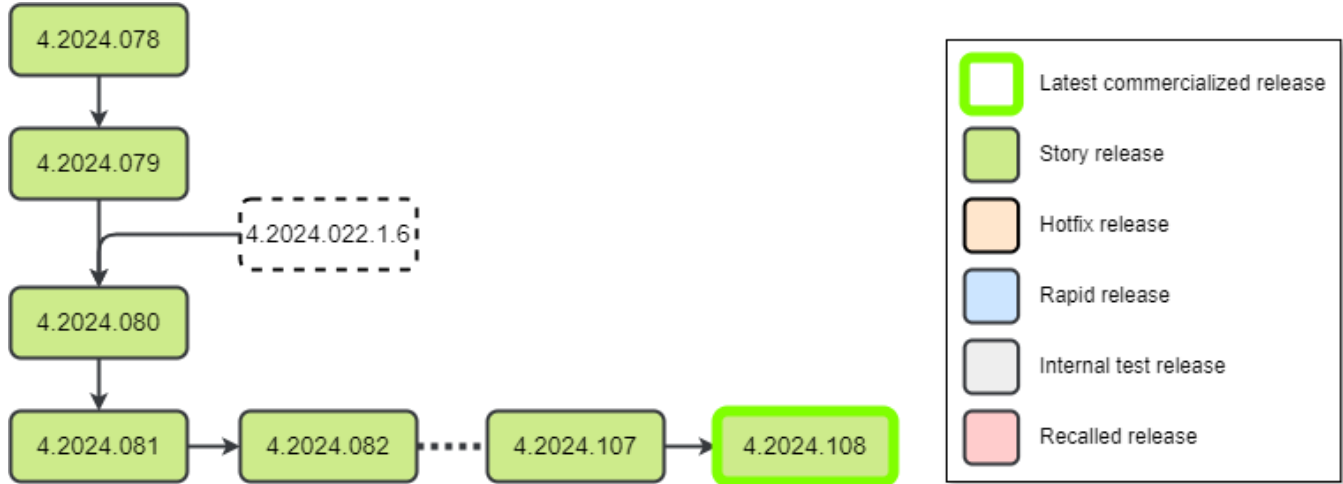 4.2024.078
4.2024.079
4.2024.022.1.6
4.2024.080
4.2024.081
4.2024.082
4.2024.107
4.2024.108
Latest commercialized release
Story release
Hotfix release
Rapid release
Internal test release
Recalled release